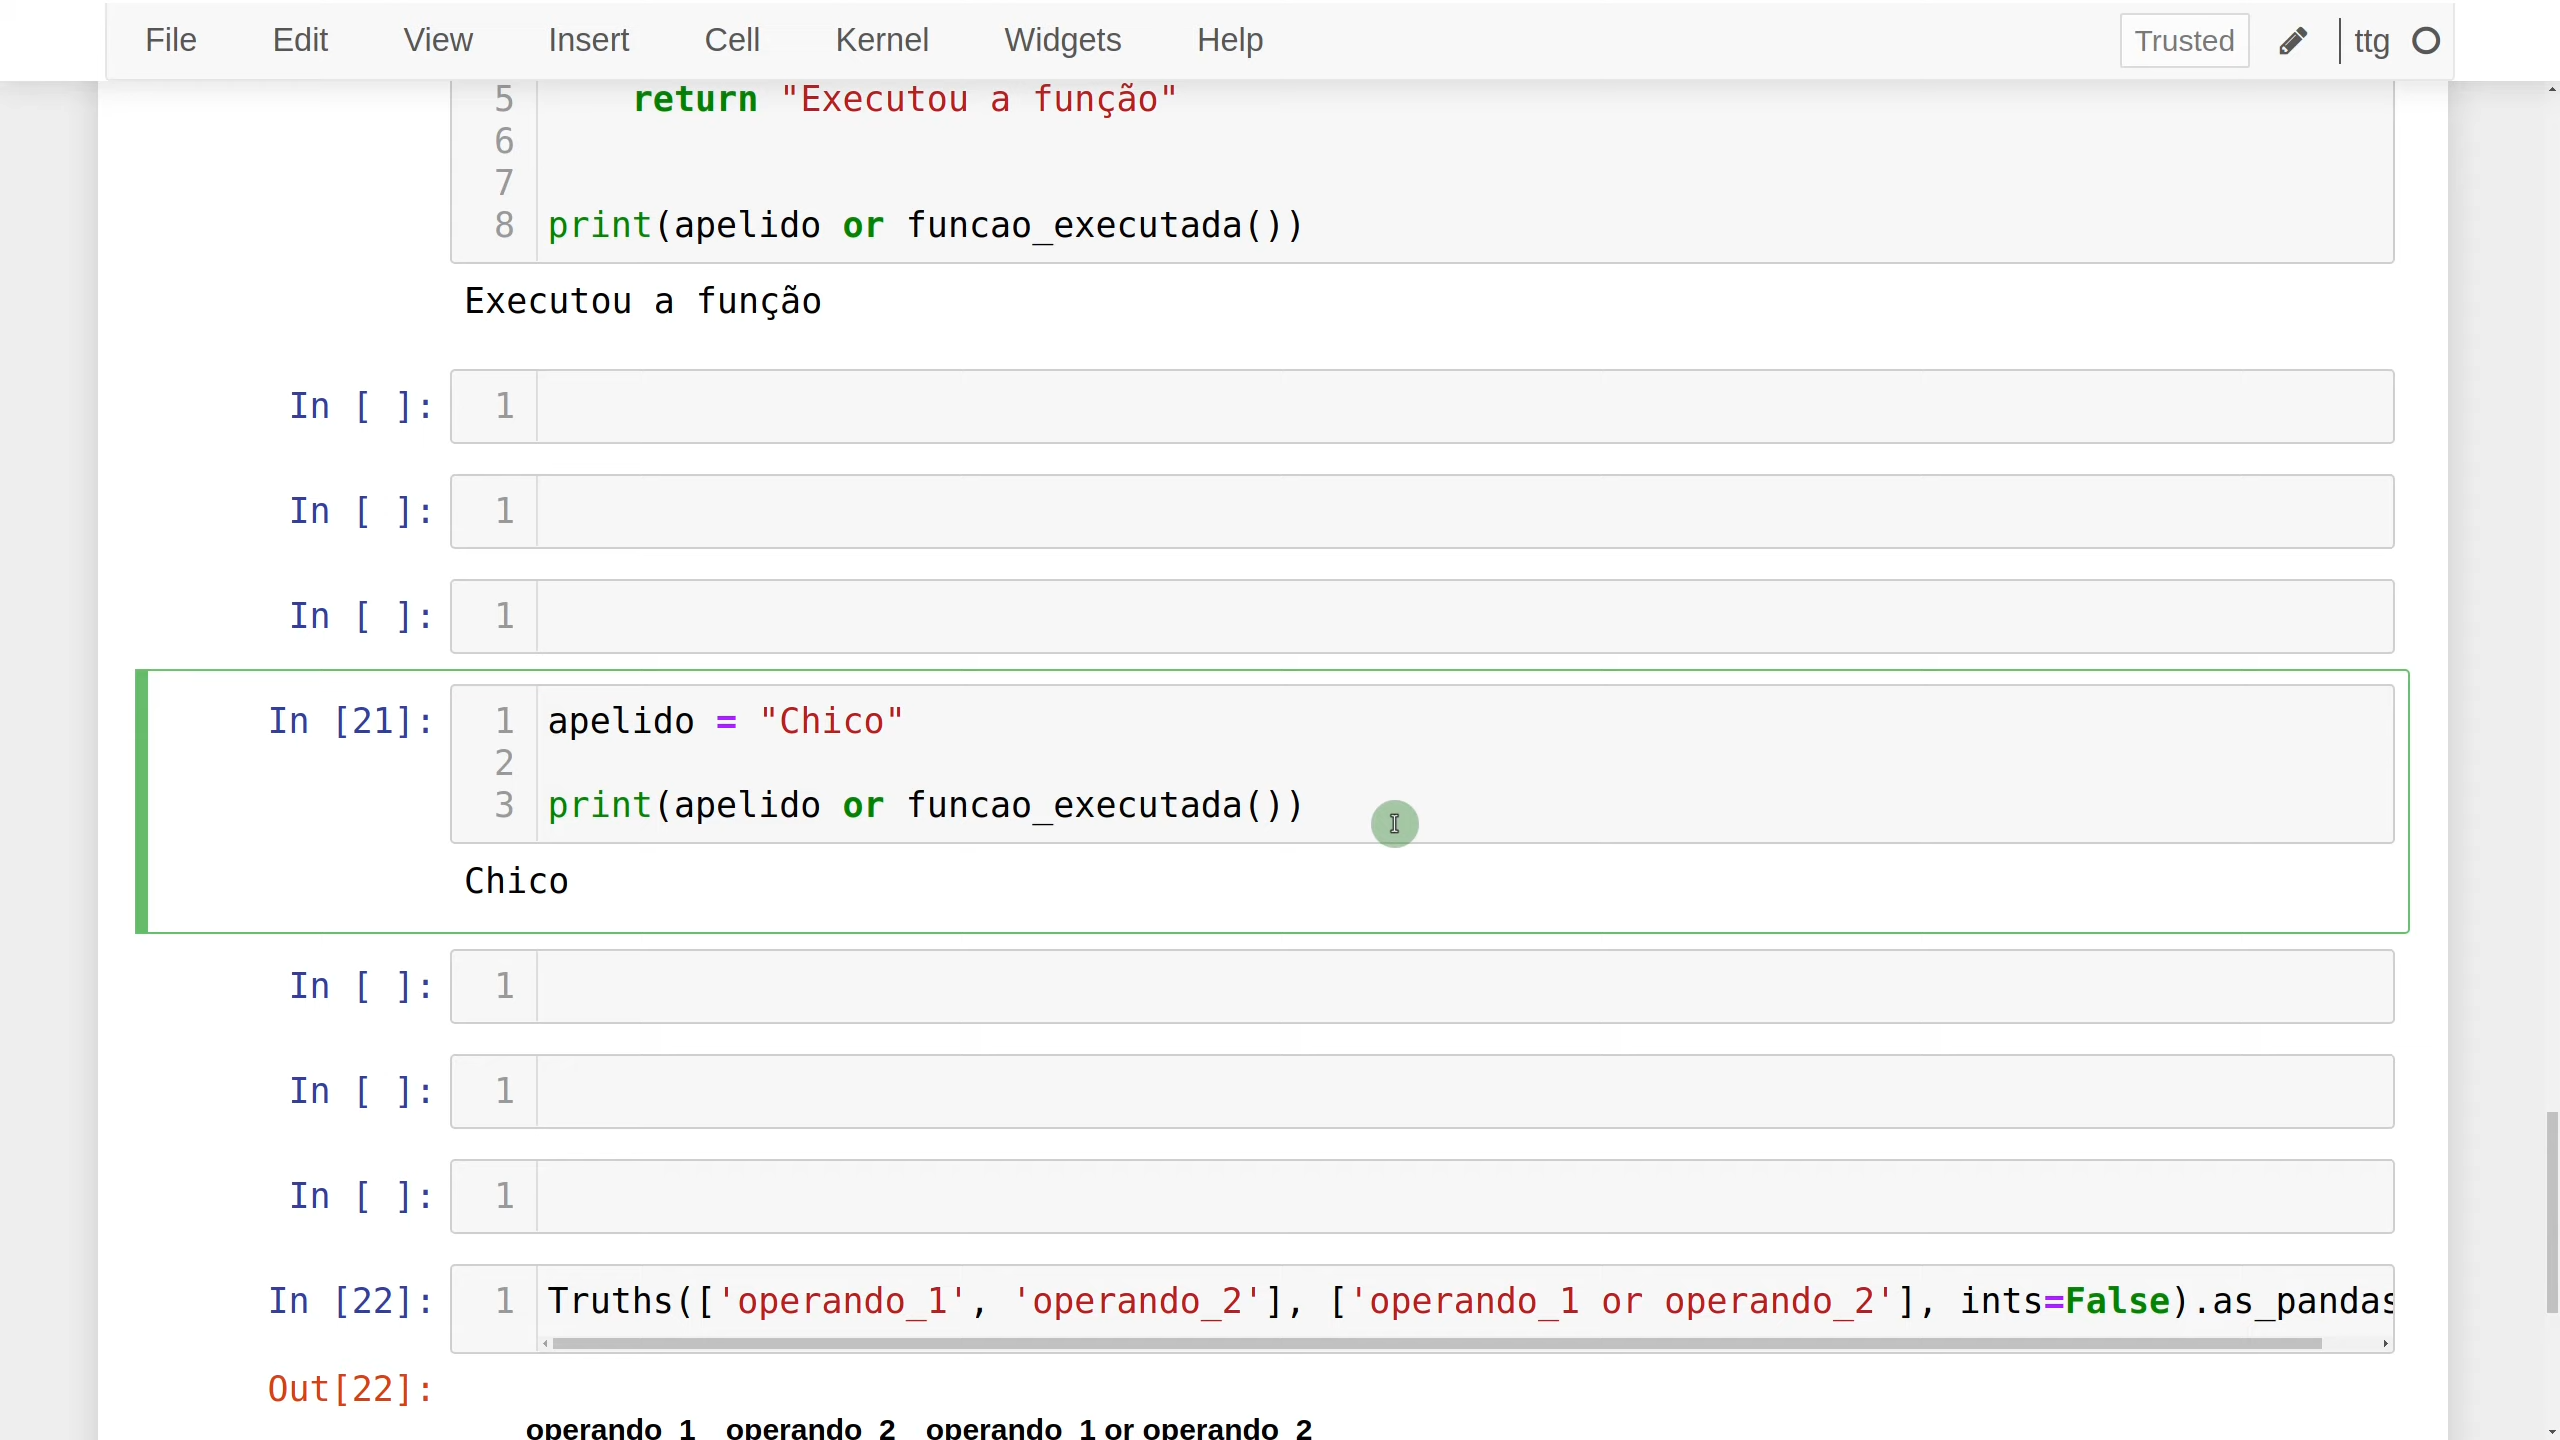 File Edit View Insert Cell Kernel Widgets Help Trusted ttg
5 return "Executou a função"
6
7
8 print(apelido or funcao_executada())
Executou a função
In [ ]: 1
In [ ]: 1
In [ ]: 1
In [21]: 1 apelido = "Chico"
2
3 print(apelido or funcao_executada())
Chico
In [ ]: 1
In [ ]: 1
In [ ]: 1
In [22]: 1 Truths(['operando_1', 'operando_2'], ['operando_1 or operando_2'], ints=False).as_pandas
Out[22]:
operando_1 operando_2 operando_1 or operando_2